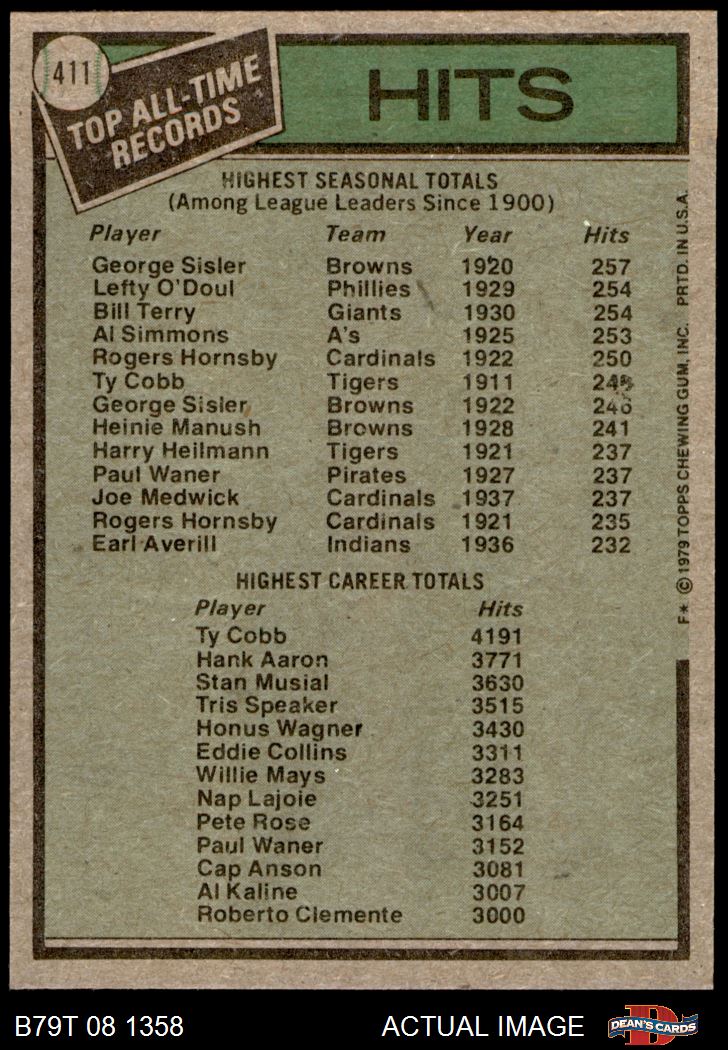 411
TOP ALL-TIME
RECORDS
HITS
HIGHEST SEASONAL TOTALS
(Among League Leaders Since 1900)
Player Team Year Hits
George Sisler Browns 1920 257
Lefty O'Doul Phillies 1929 254
Bill Terry Giants 1930 254
Al Simmons A's 1925 253
Rogers Hornsby Cardinals 1922 250
Ty Cobb Tigers 1911
George Sisler Browns 1922 246
Heinie Manush Browns 1928 241
Harry Heilmann Tigers 1921 237
Paul Waner Pirates 1927 237
Joe Medwick Cardinals 1937 237
Rogers Hornsby Cardinals 1921 235
Earl Averill Indians 1936 232
HIGHEST CAREER TOTALS
Player Hits
Ty Cobb 4191
Hank Aaron 3771
Stan Musial 3630
Tris Speaker 3515
Honus Wagner 3430
Eddie Collins 3311
Willie Mays 3283
Nap Lajoie 3251
Pete Rose 3164
Paul Waner 3152
Cap Anson 3081
Al Kaline 3007
Roberto Clemente 3000
F* © 1979 TOPPS CHEWING GUM, INC. PRTD. IN U.S.A.
B79T 08 1358 ACTUAL IMAGE
D
DEAN'S CARDS